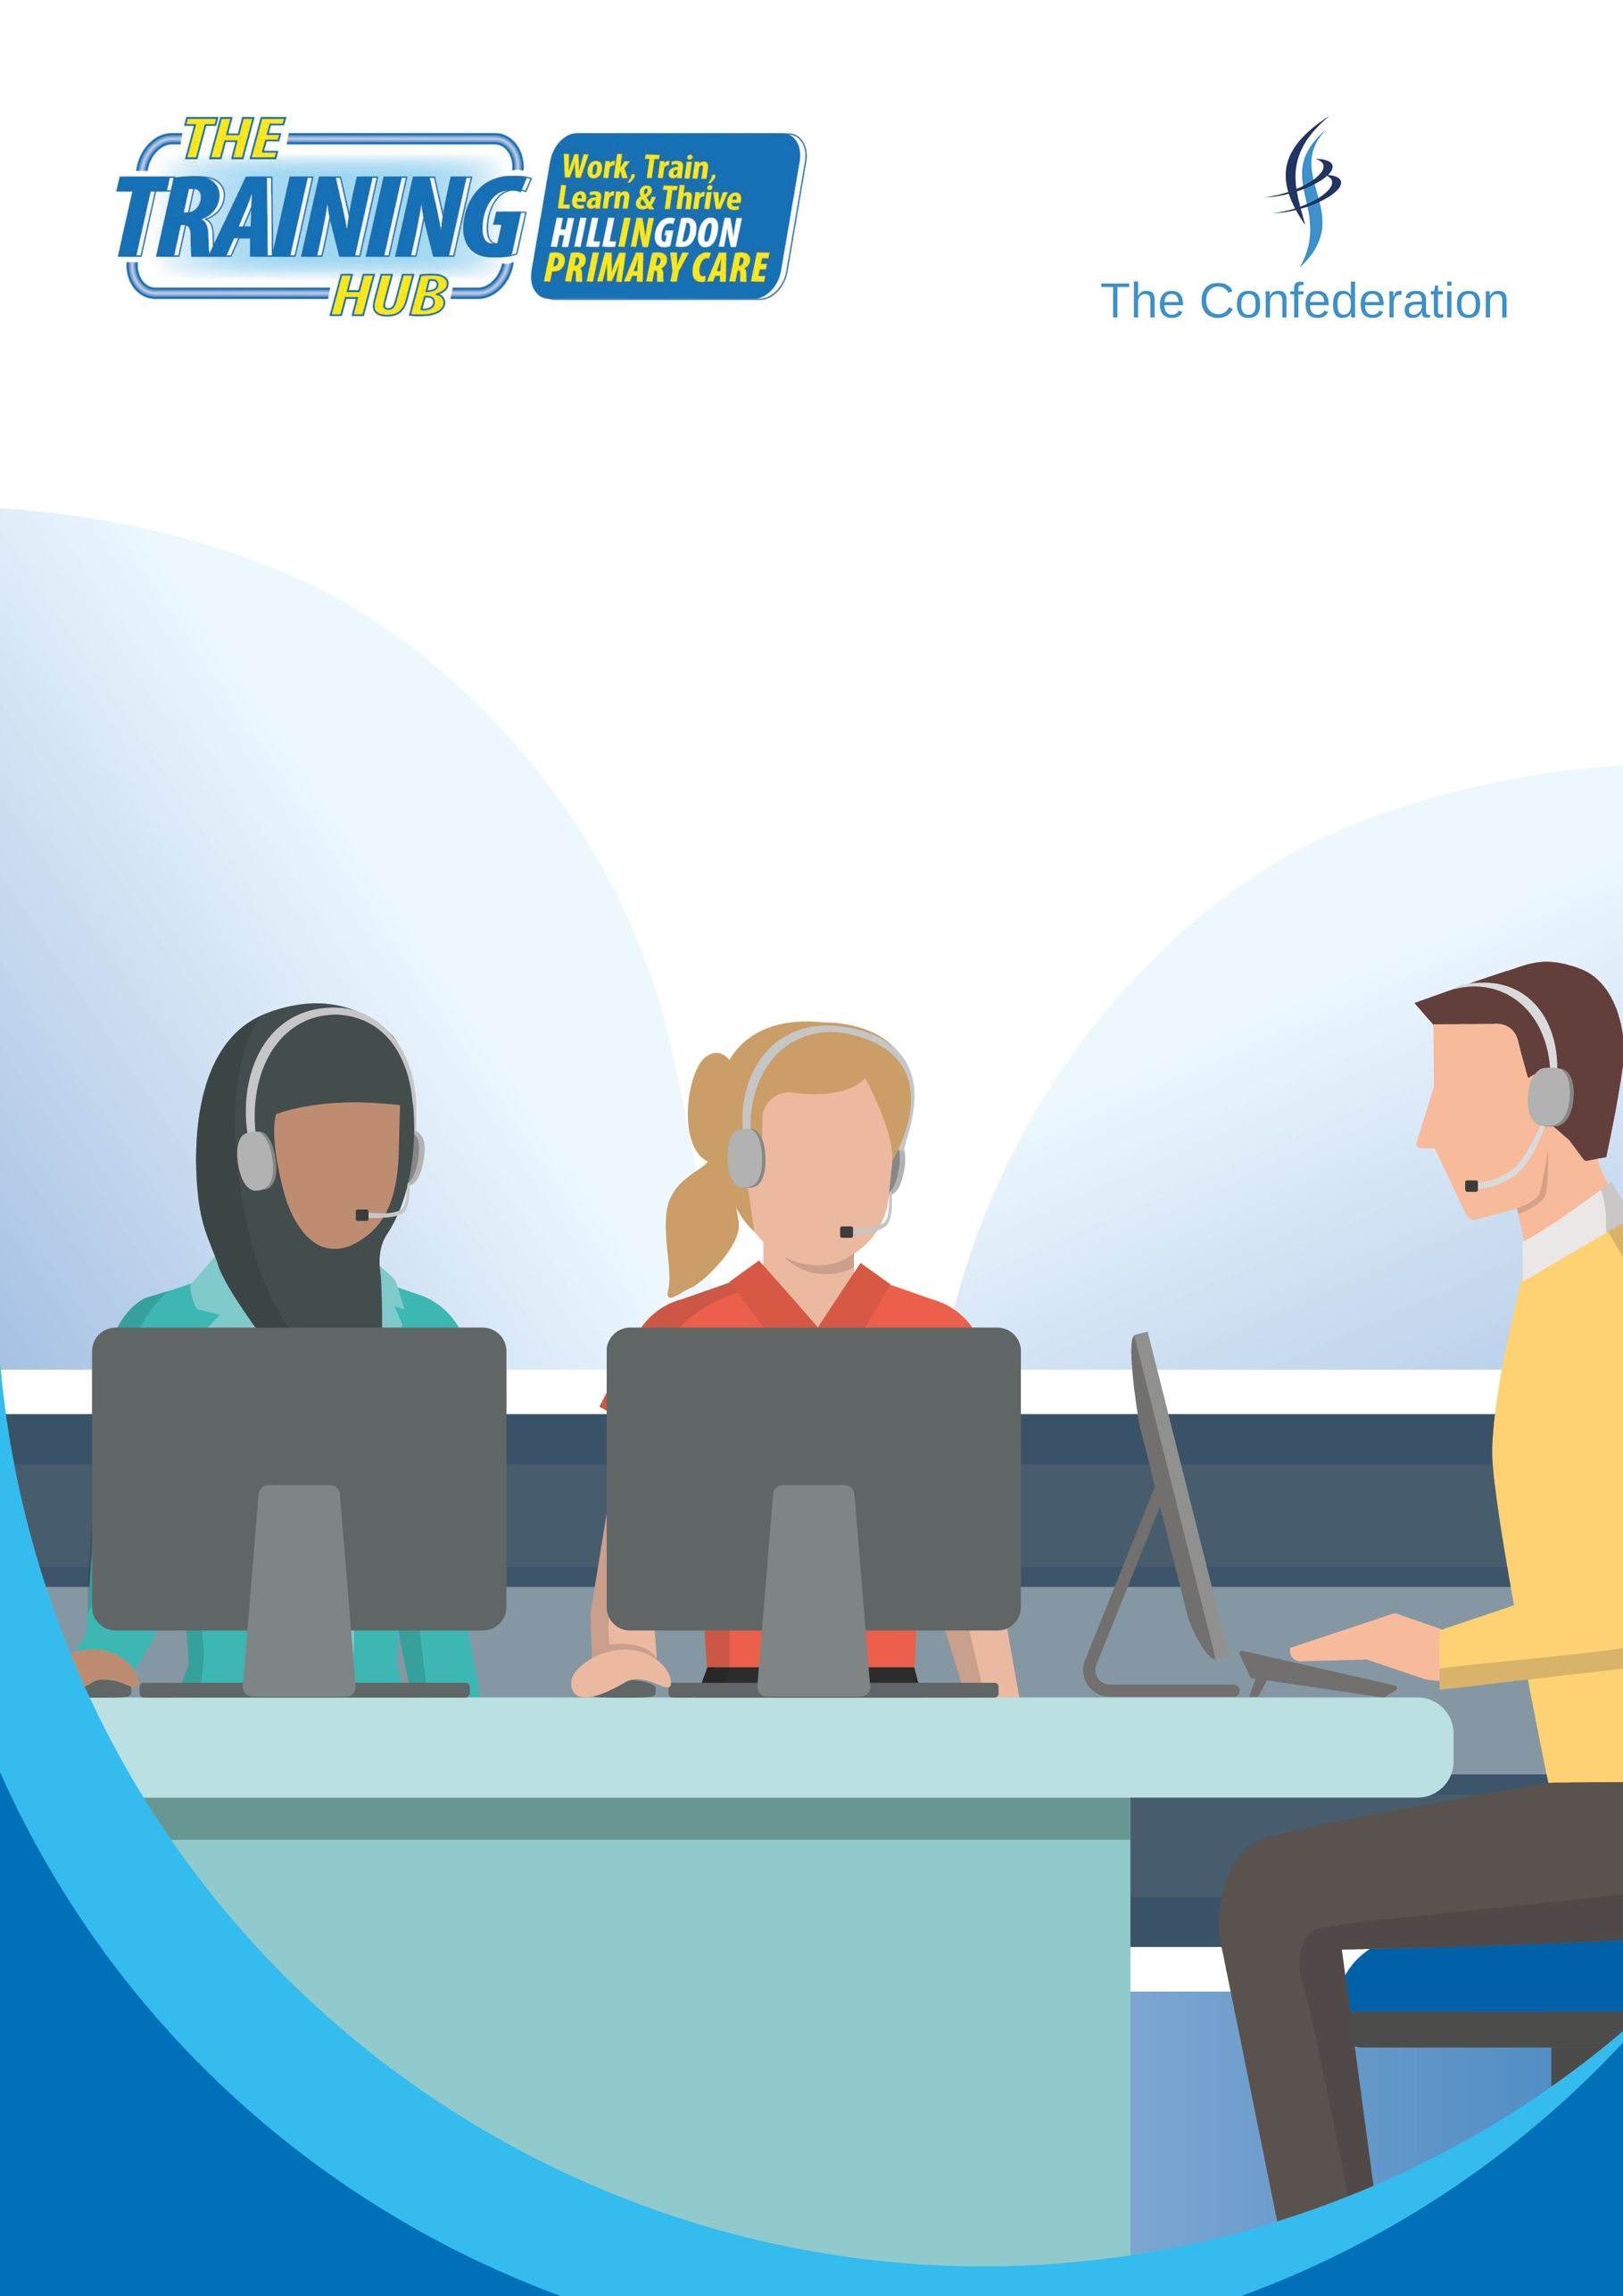 THE
TRAINING
HUB
Work, Train,
Learn & Thrive
HILLINGDON
PRIMARY CARE
The Confederation